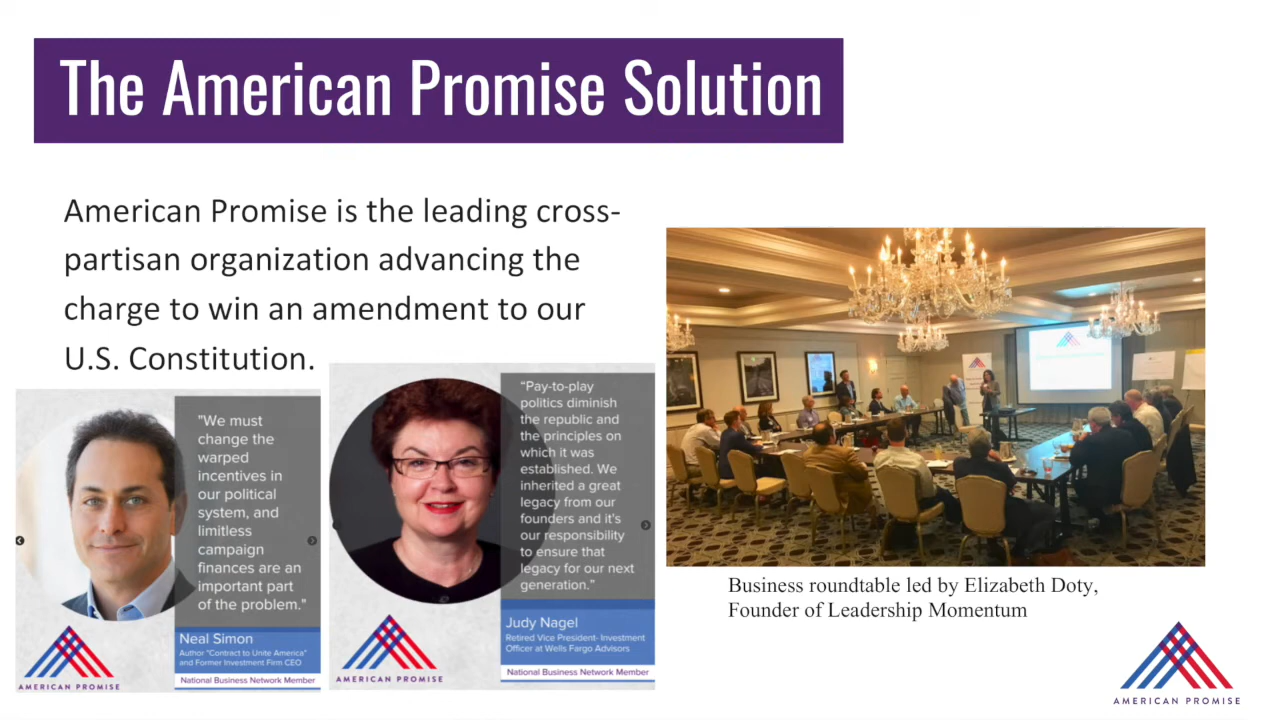 The American Promise Solution
American Promise is the leading cross-
partisan organization advancing the
charge to win an amendment to our
U.S. Constitution.
"We must
change the
warped
incentives in
our political
system, and
limitless
campaign
finances are an
important part
of the problem."
Neal Simon
Author "Contract to Unite America"
and Former Investment Firm CEO
National Business Network Member
AMERICAN PROMISE
“Pay-to-play
politics diminish
the republic and
the principles on
which it was
established. We
inherited a great
legacy from our
founders and it's
our responsibility
to ensure that
legacy for our next
generation.”
Judy Nagel
Retired Vice President- Investment
Officer at Wells Fargo Advisors
National Business Network Member
AMERICAN PROMISE
Business roundtable led by Elizabeth Doty,
Founder of Leadership Momentum
AMERICAN PROMISE